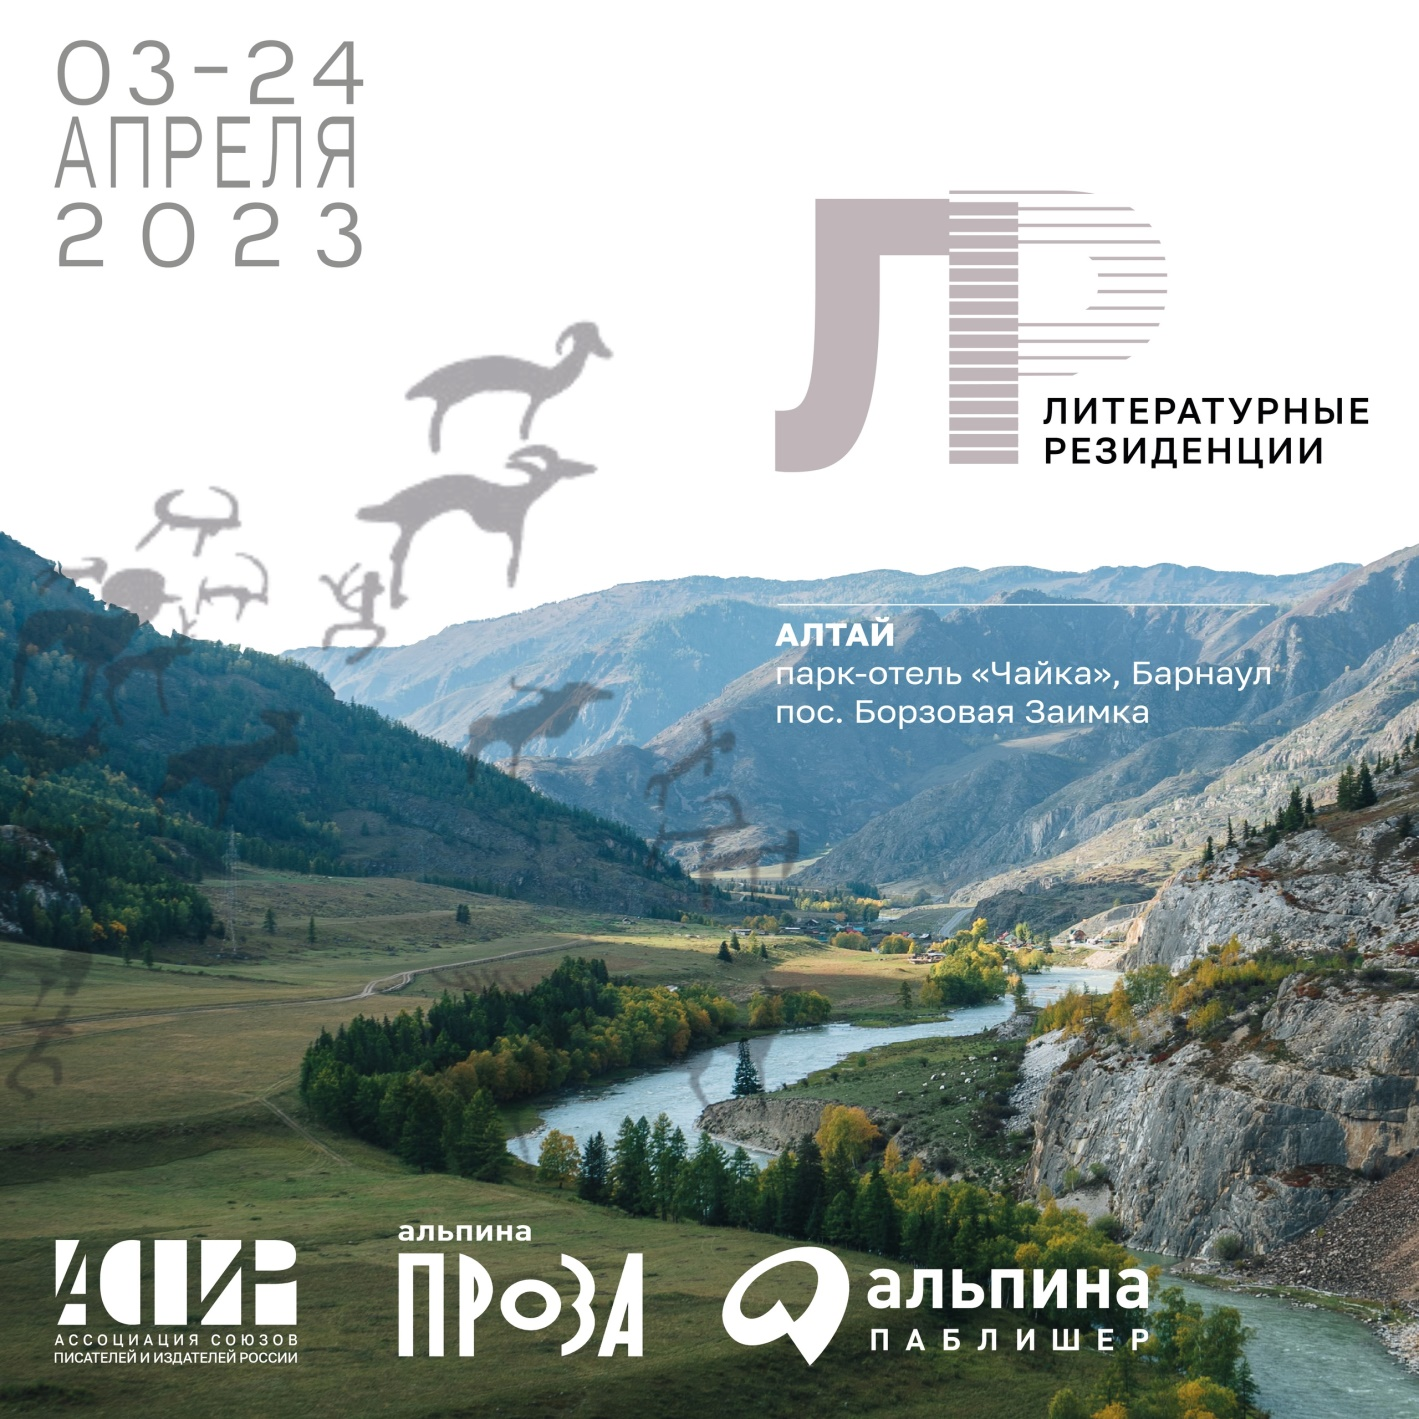 03-24
АПРЕЛЯ
2023
ЛР
ЛИТЕРАТУРНЫЕ
РЕЗИДЕНЦИИ
АЛТАЙ
парк-отель «Чайка», Барнаул
пос. Борзовая Заимка
АСПИР
АССОЦИАЦИЯ СОЮЗОВ
ПИСАТЕЛЕЙ И ИЗДАТЕЛЕЙ РОССИИ
альпина
ПРОЗА
альпина
ПАБЛИШЕР